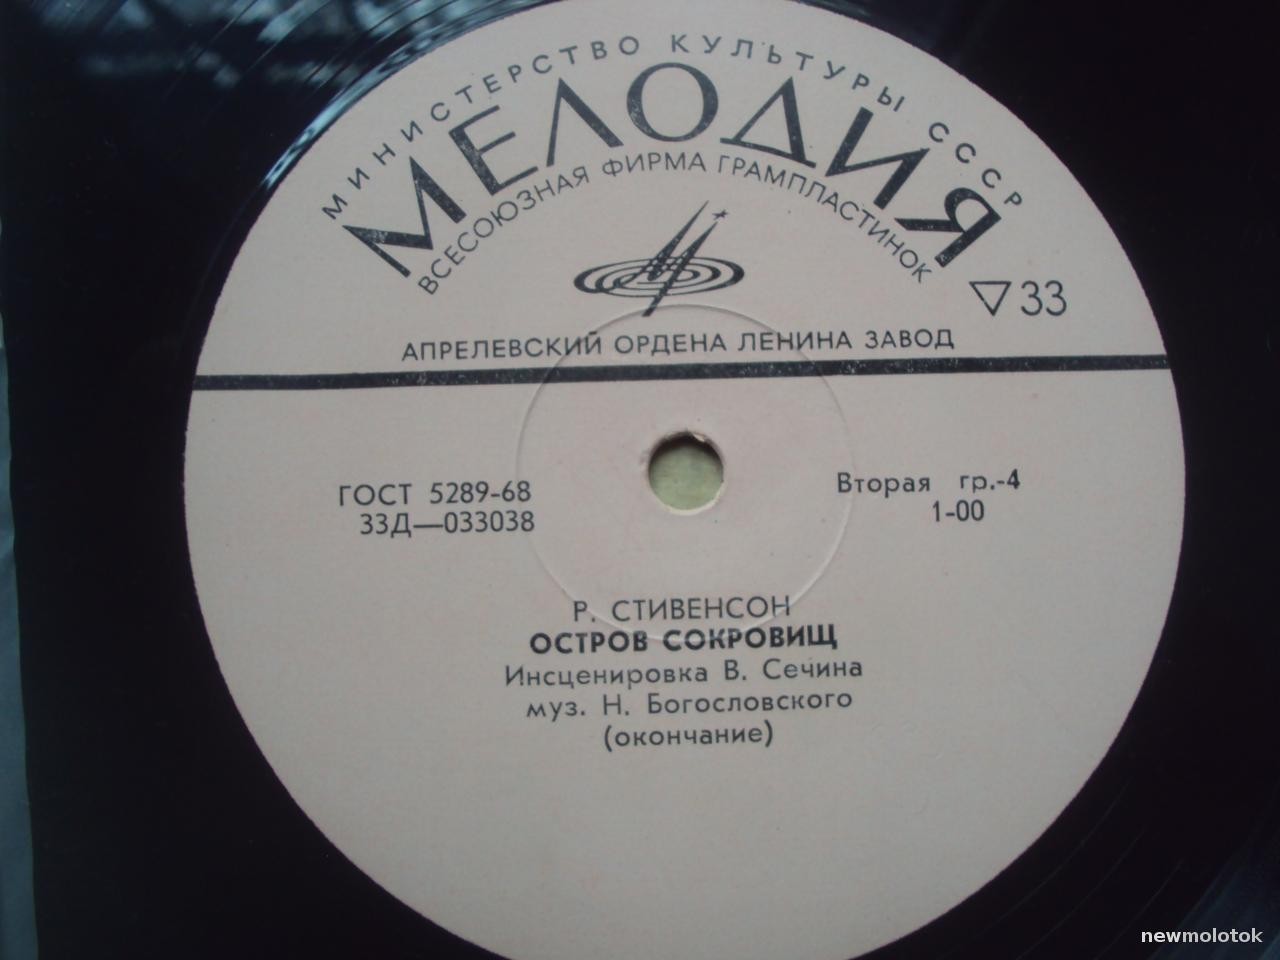 МИНИСТЕРСТВО КУЛЬТУРЫ СССР
МЕЛОДИЯ
ВСЕСОЮЗНАЯ ФИРМА ГРАМПЛАСТИНОК
▽33
АПРЕЛЕВСКИЙ ОРДЕНА ЛЕНИНА ЗАВОД
ГОСТ 5289-68
33Д—033038
Вторая гр.-4
1-00
Р. СТИВЕНСОН
ОСТРОВ СОКРОВИЩ
Инсценировка В. Сечина
муз. Н. Богословского
(окончание)
newmolotok